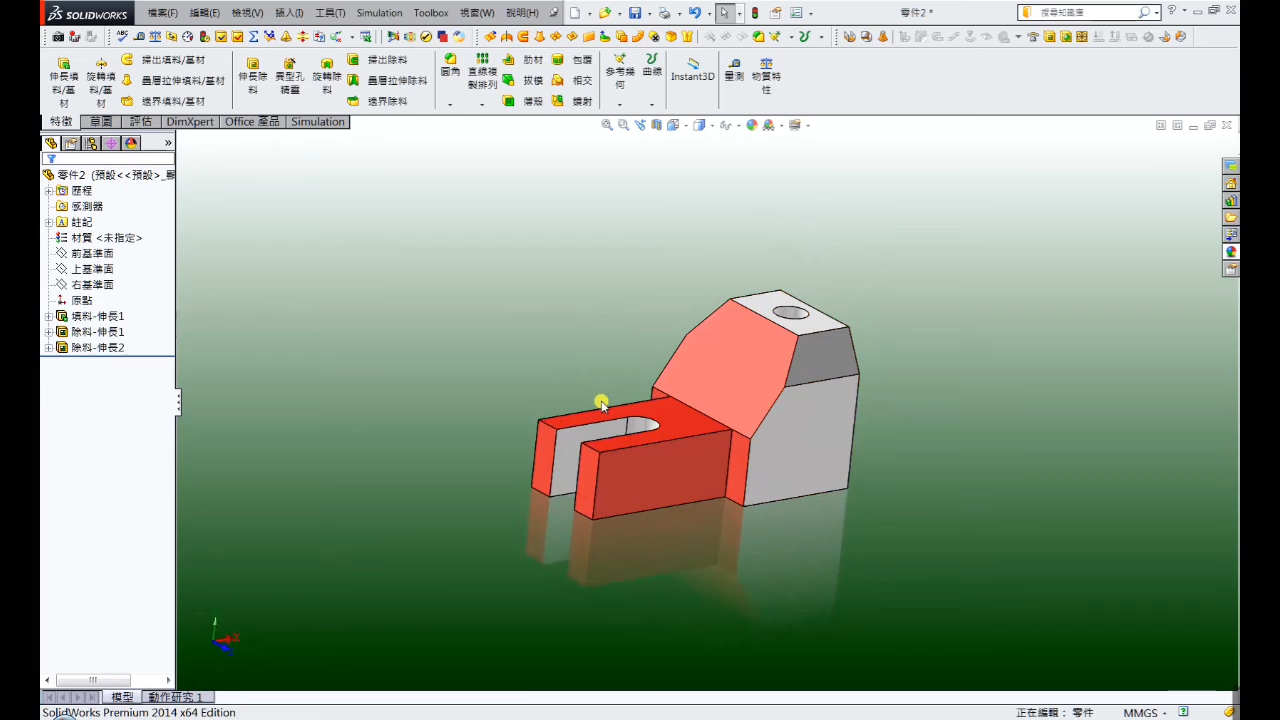 SOLIDWORKS
檔案(F) 編輯(E) 檢視(V) 插入(I) 工具(T) Simulation Toolbox 視窗(W) 說明(H)
零件2 *
搜尋知識庫
伸長填料/基材
旋轉填料/基材
掃出填料/基材
疊層拉伸填料/基材
邊界填料/基材
伸長除料
異型孔精靈
旋轉除料
掃出除料
疊層拉伸除料
邊界除料
圓角
直線複製排列
肋材
拔模
薄殼
包覆
相交
鏡射
參考幾何
曲線
Instant3D
量測
物質特性
特徵 草圖 評估 DimXpert Office 產品 Simulation
零件2 (預設<<預設>_顯
歷程
感測器
註記
材質 <未指定>
前基準面
上基準面
右基準面
原點
填料-伸長1
除料-伸長1
除料-伸長2
模型 動作研究 1
SolidWorks Premium 2014 x64 Edition
正在編輯：零件
MMGS